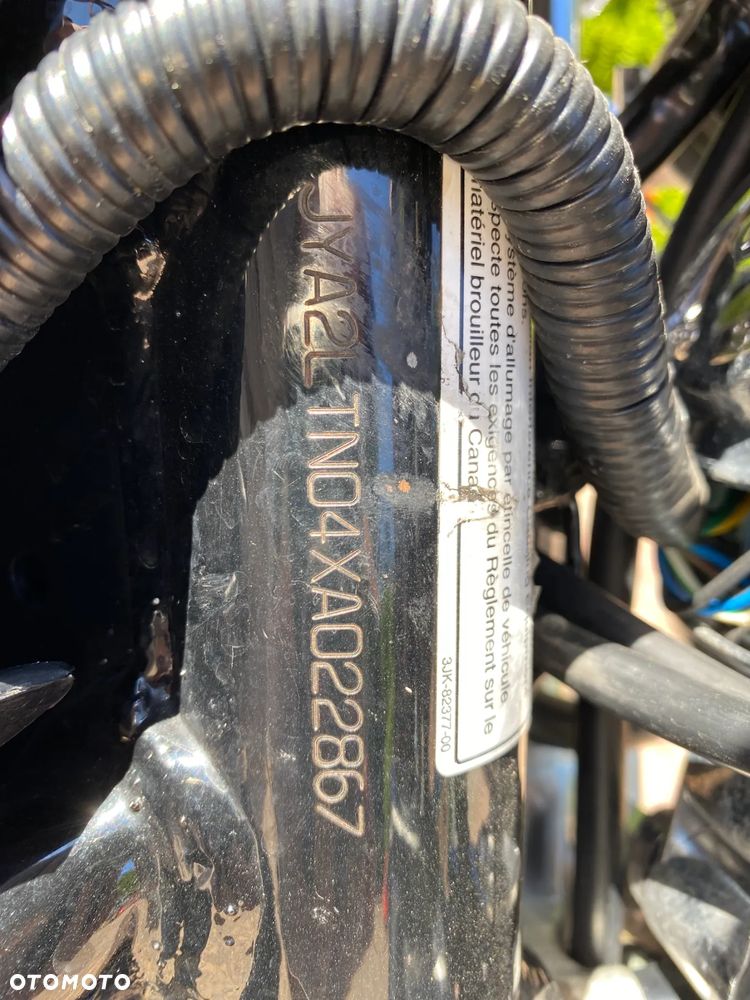 JYA2LTN04XA022867
ons.
système d'allumage par étincelle de véhicule
specte toutes les exigences du Règlement sur le
matériel brouilleur du Canada
3JK-82377-00
OTOMOTO